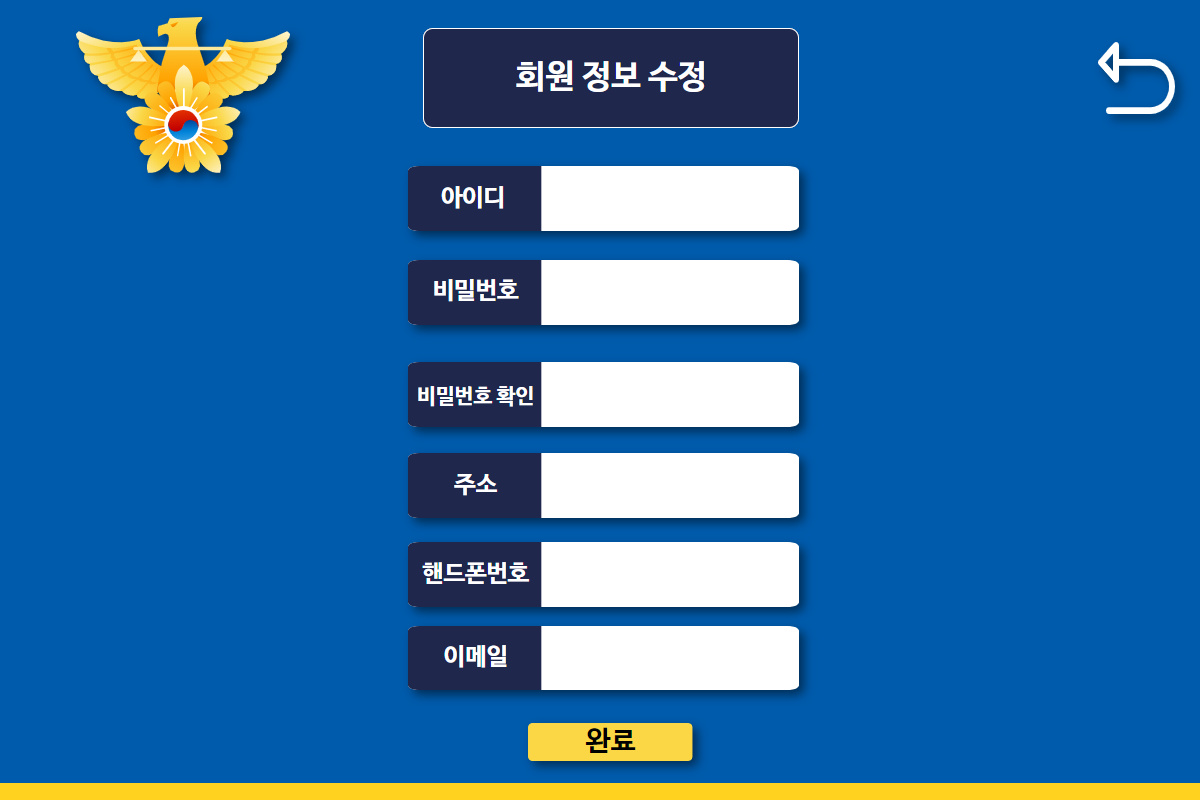 회원 정보 수정
아이디
비밀번호
비밀번호 확인
주소
핸드폰번호
이메일
완료